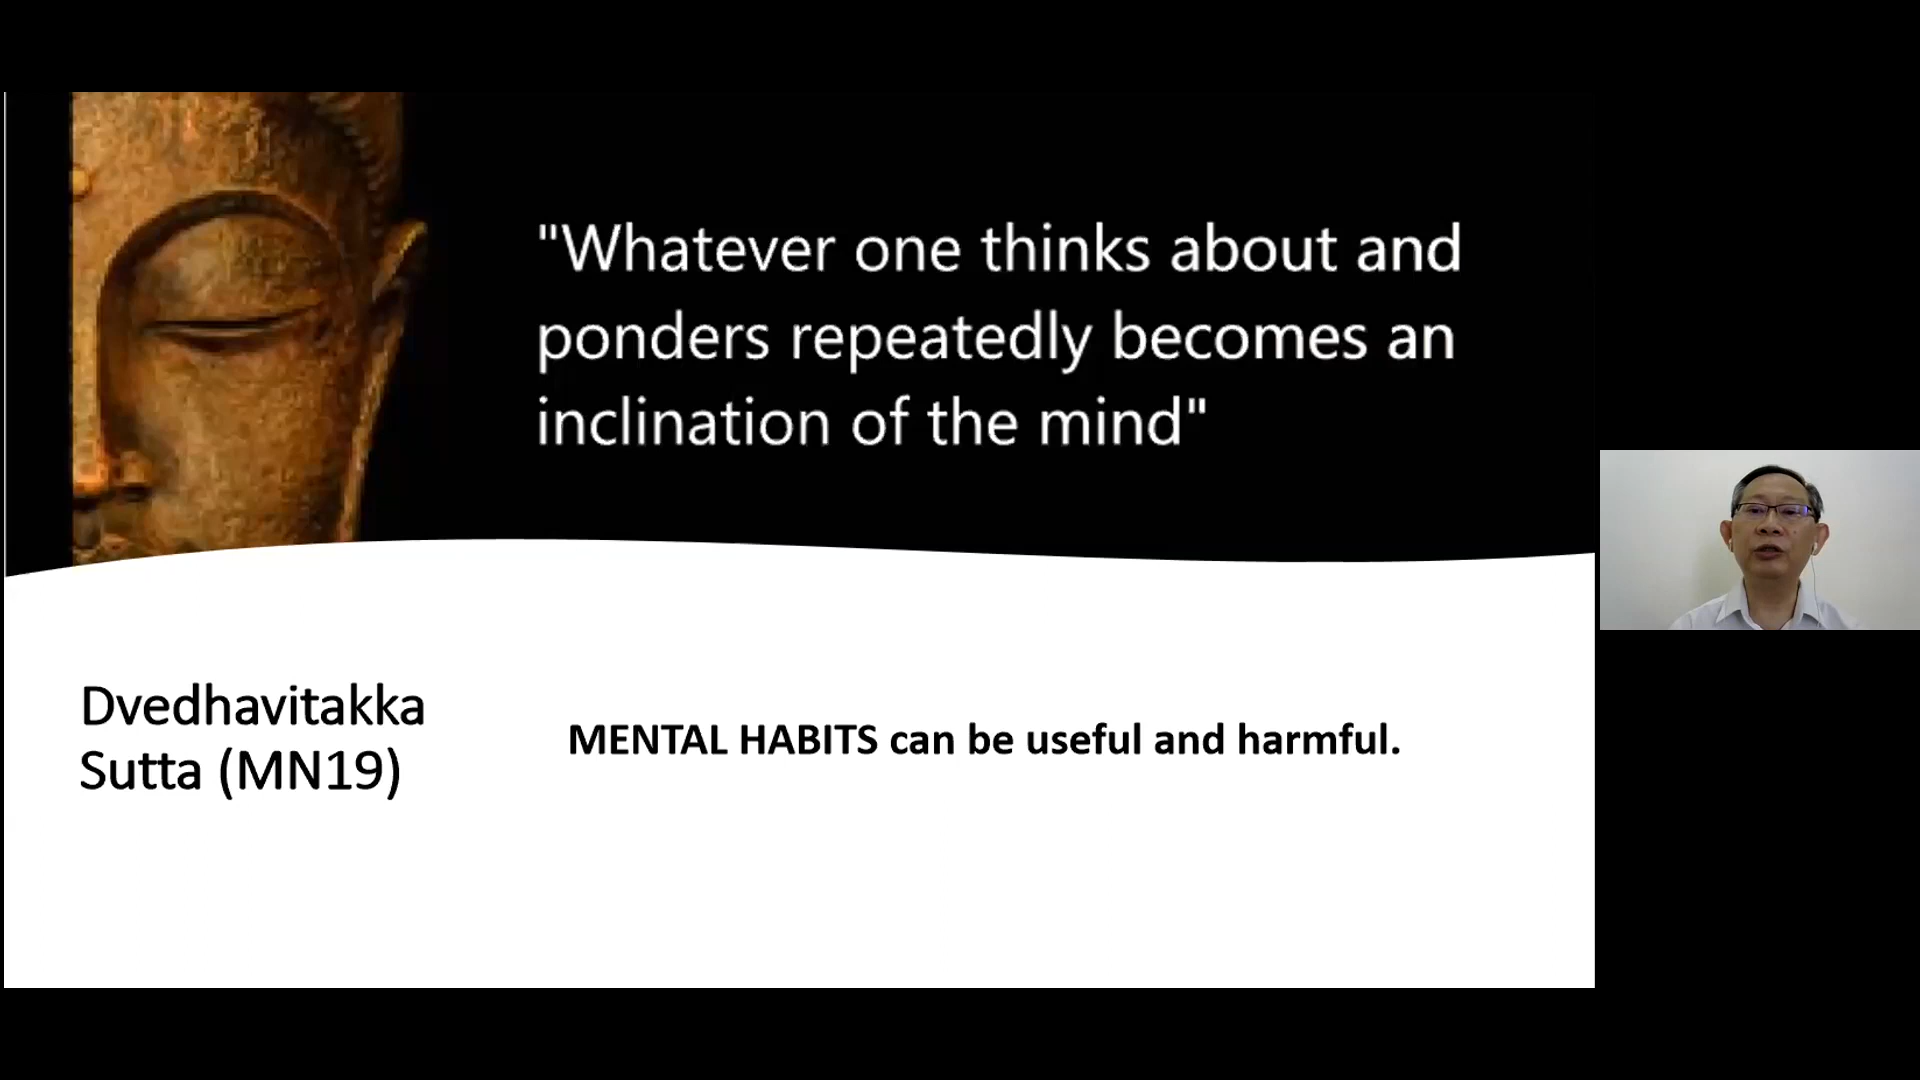 "Whatever one thinks about and
ponders repeatedly becomes an
inclination of the mind"
Dvedhavitakka
Sutta (MN19)
MENTAL HABITS can be useful and harmful.